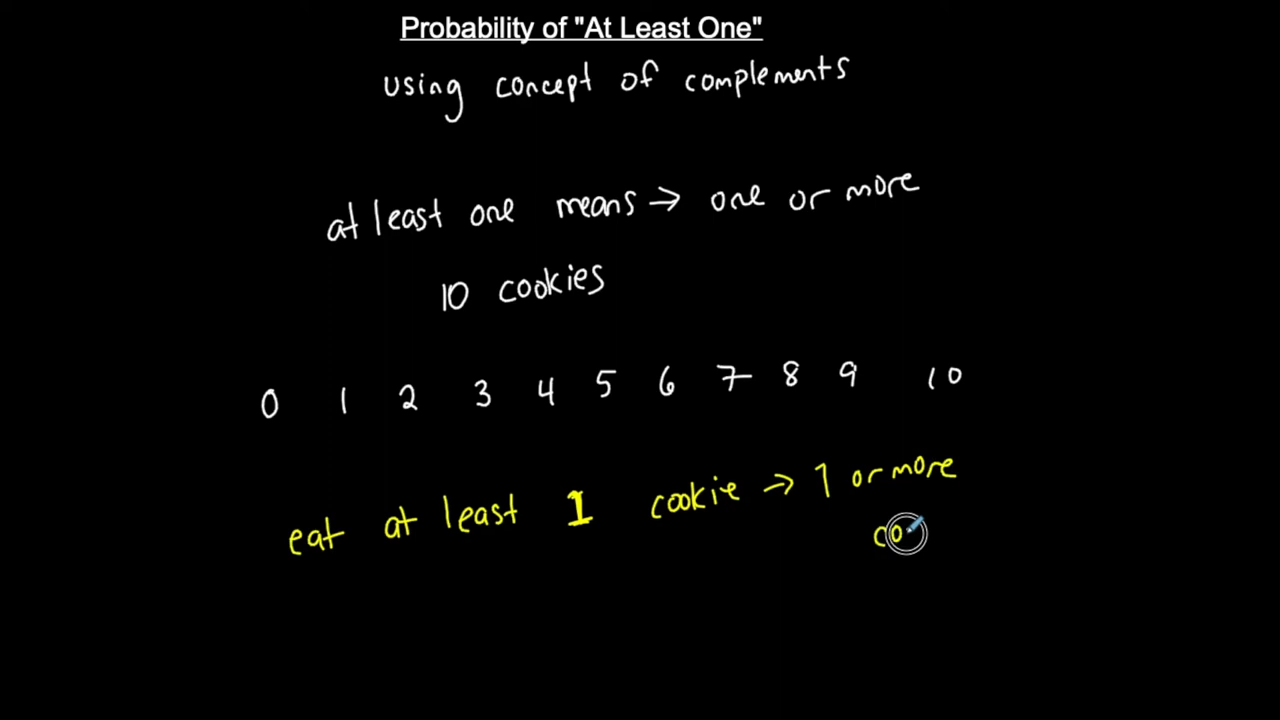 Probability of "At Least One"
using concept of complements
at least one means → one or more
10 cookies
0 1 2 3 4 5 6 7 8 9 10
eat at least 1 cookie → 1 or more
co